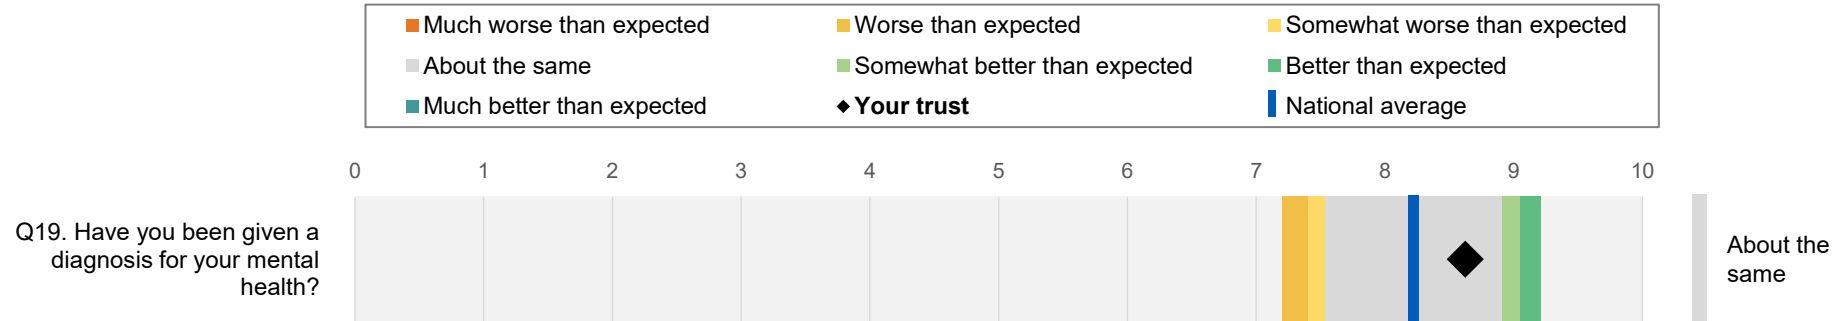 Much worse than expected
Worse than expected
Somewhat worse than expected
About the same
Somewhat better than expected
Better than expected
Much better than expected
Your trust
National average
0 1 2 3 4 5 6 7 8 9 10
Q19. Have you been given a
diagnosis for your mental
health?
About the
same